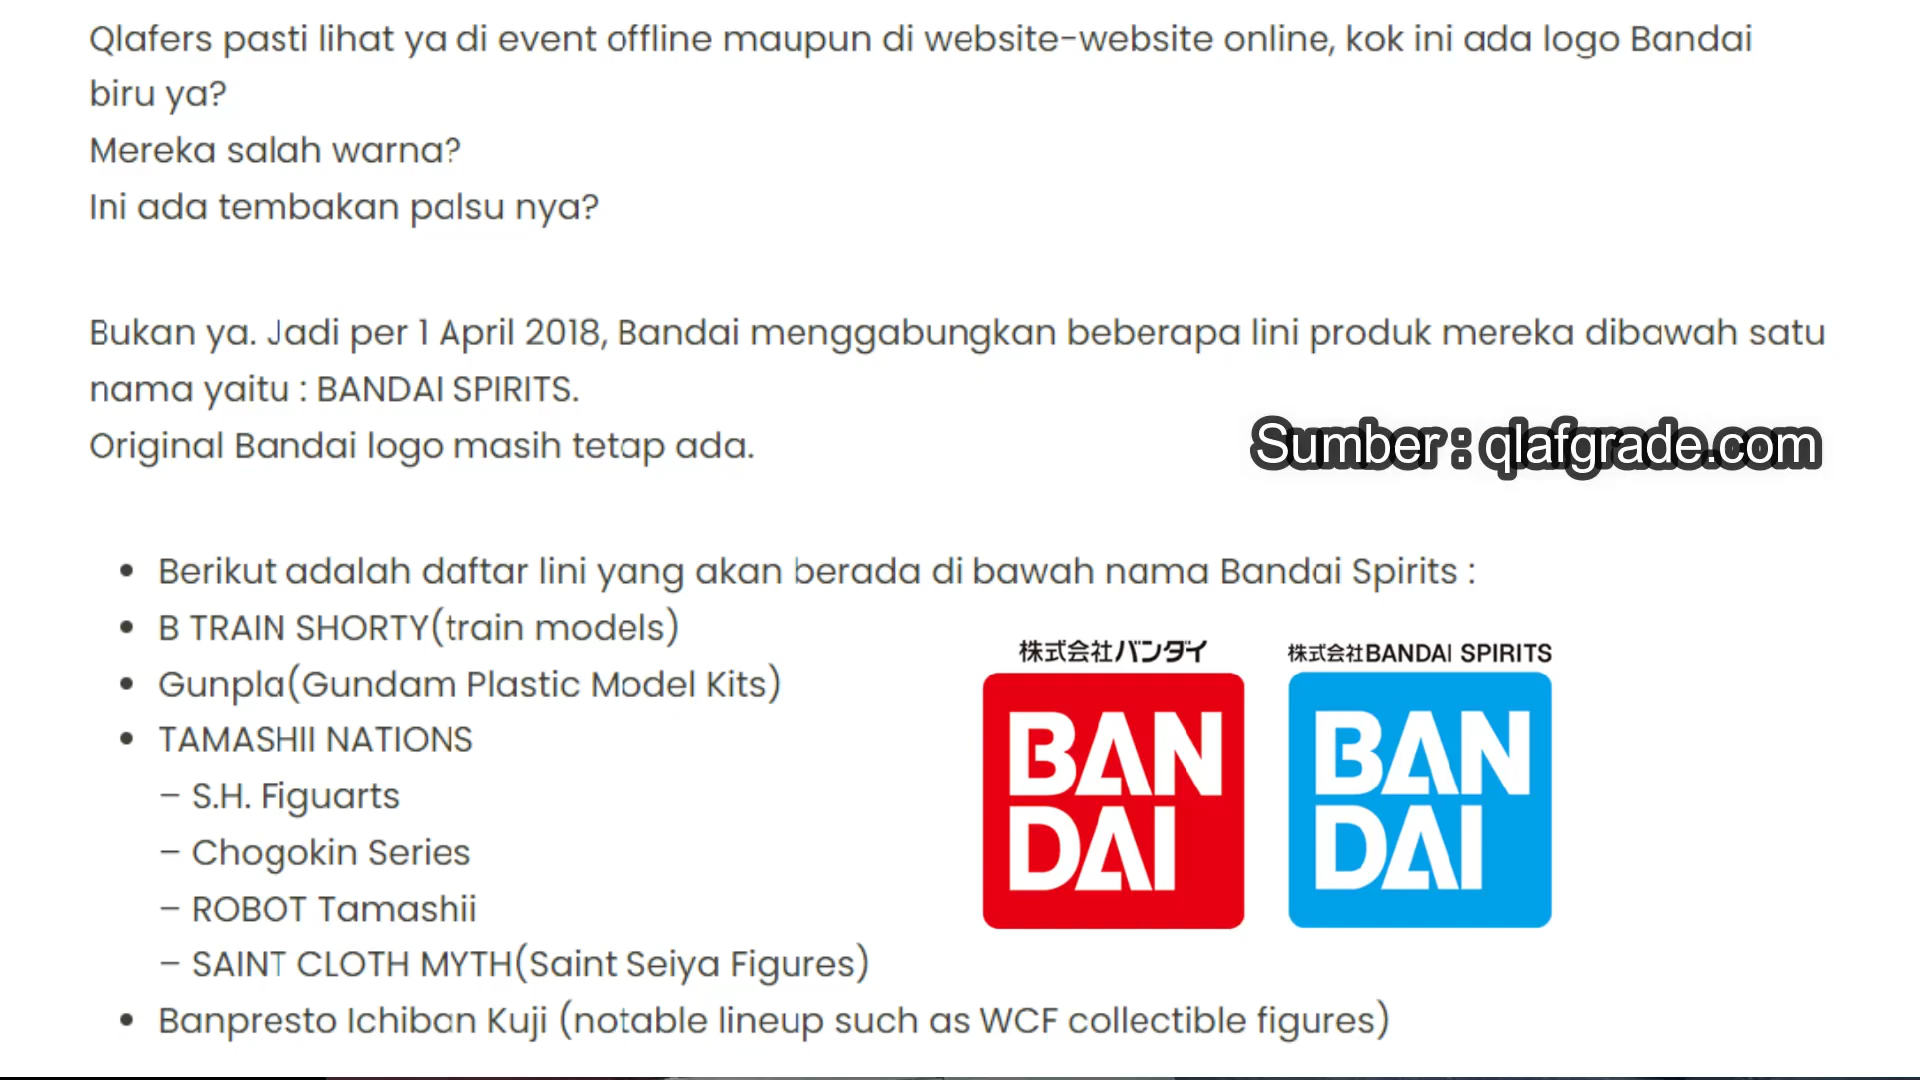 Qlafers pasti lihat ya di event offline maupun di website-website online, kok ini ada logo Bandai
biru ya?
Mereka salah warna?
Ini ada tembakan palsu nya?
Bukan ya. Jadi per 1 April 2018, Bandai menggabungkan beberapa lini produk mereka dibawah satu
nama yaitu : BANDAI SPIRITS.
Original Bandai logo masih tetap ada.
Sumber : qlafgrade.com
• Berikut adalah daftar lini yang akan berada di bawah nama Bandai Spirits :
• B TRAIN SHORTY(train models)
• Gunpla(Gundam Plastic Model Kits)
• TAMASHII NATIONS
– S.H. Figuarts
– Chogokin Series
– ROBOT Tamashii
– SAINT CLOTH MYTH(Saint Seiya Figures)
• Banpresto Ichiban Kuji (notable lineup such as WCF collectible figures)
株式会社バンダイ
BAN
DAI
株式会社BANDAI SPIRITS
BAN
DAI